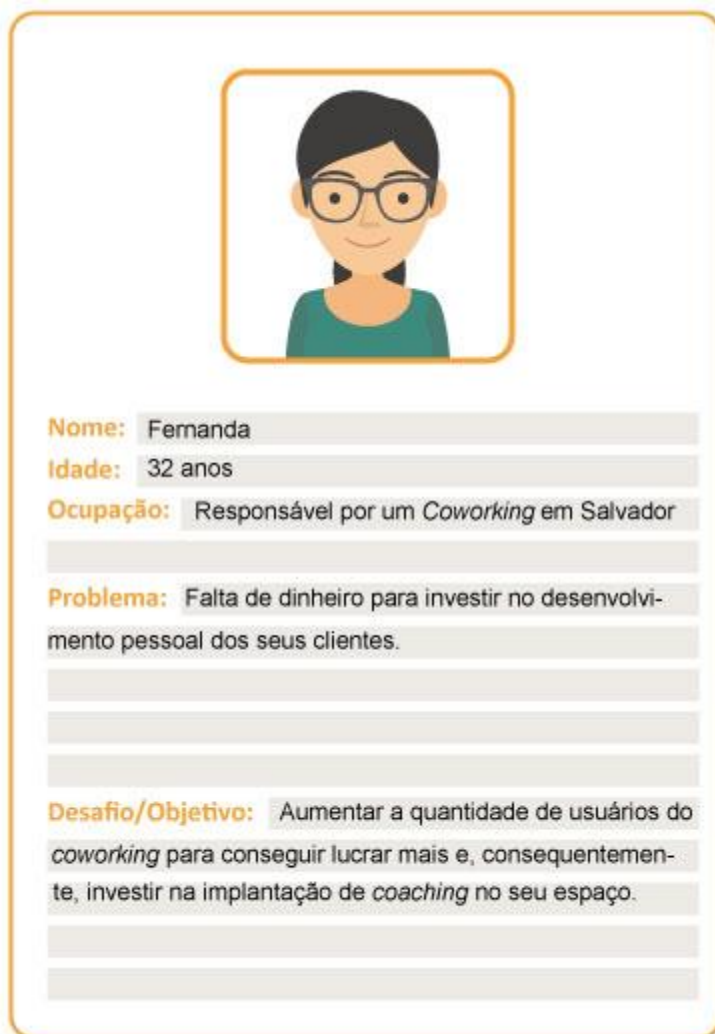 Nome: Fernanda
Idade: 32 anos
Ocupação: Responsável por um Coworking em Salvador
Problema: Falta de dinheiro para investir no desenvolvi-
mento pessoal dos seus clientes.
Desafio/Objetivo: Aumentar a quantidade de usuários do
coworking para conseguir lucrar mais e, consequentemen-
te, investir na implantação de coaching no seu espaço.